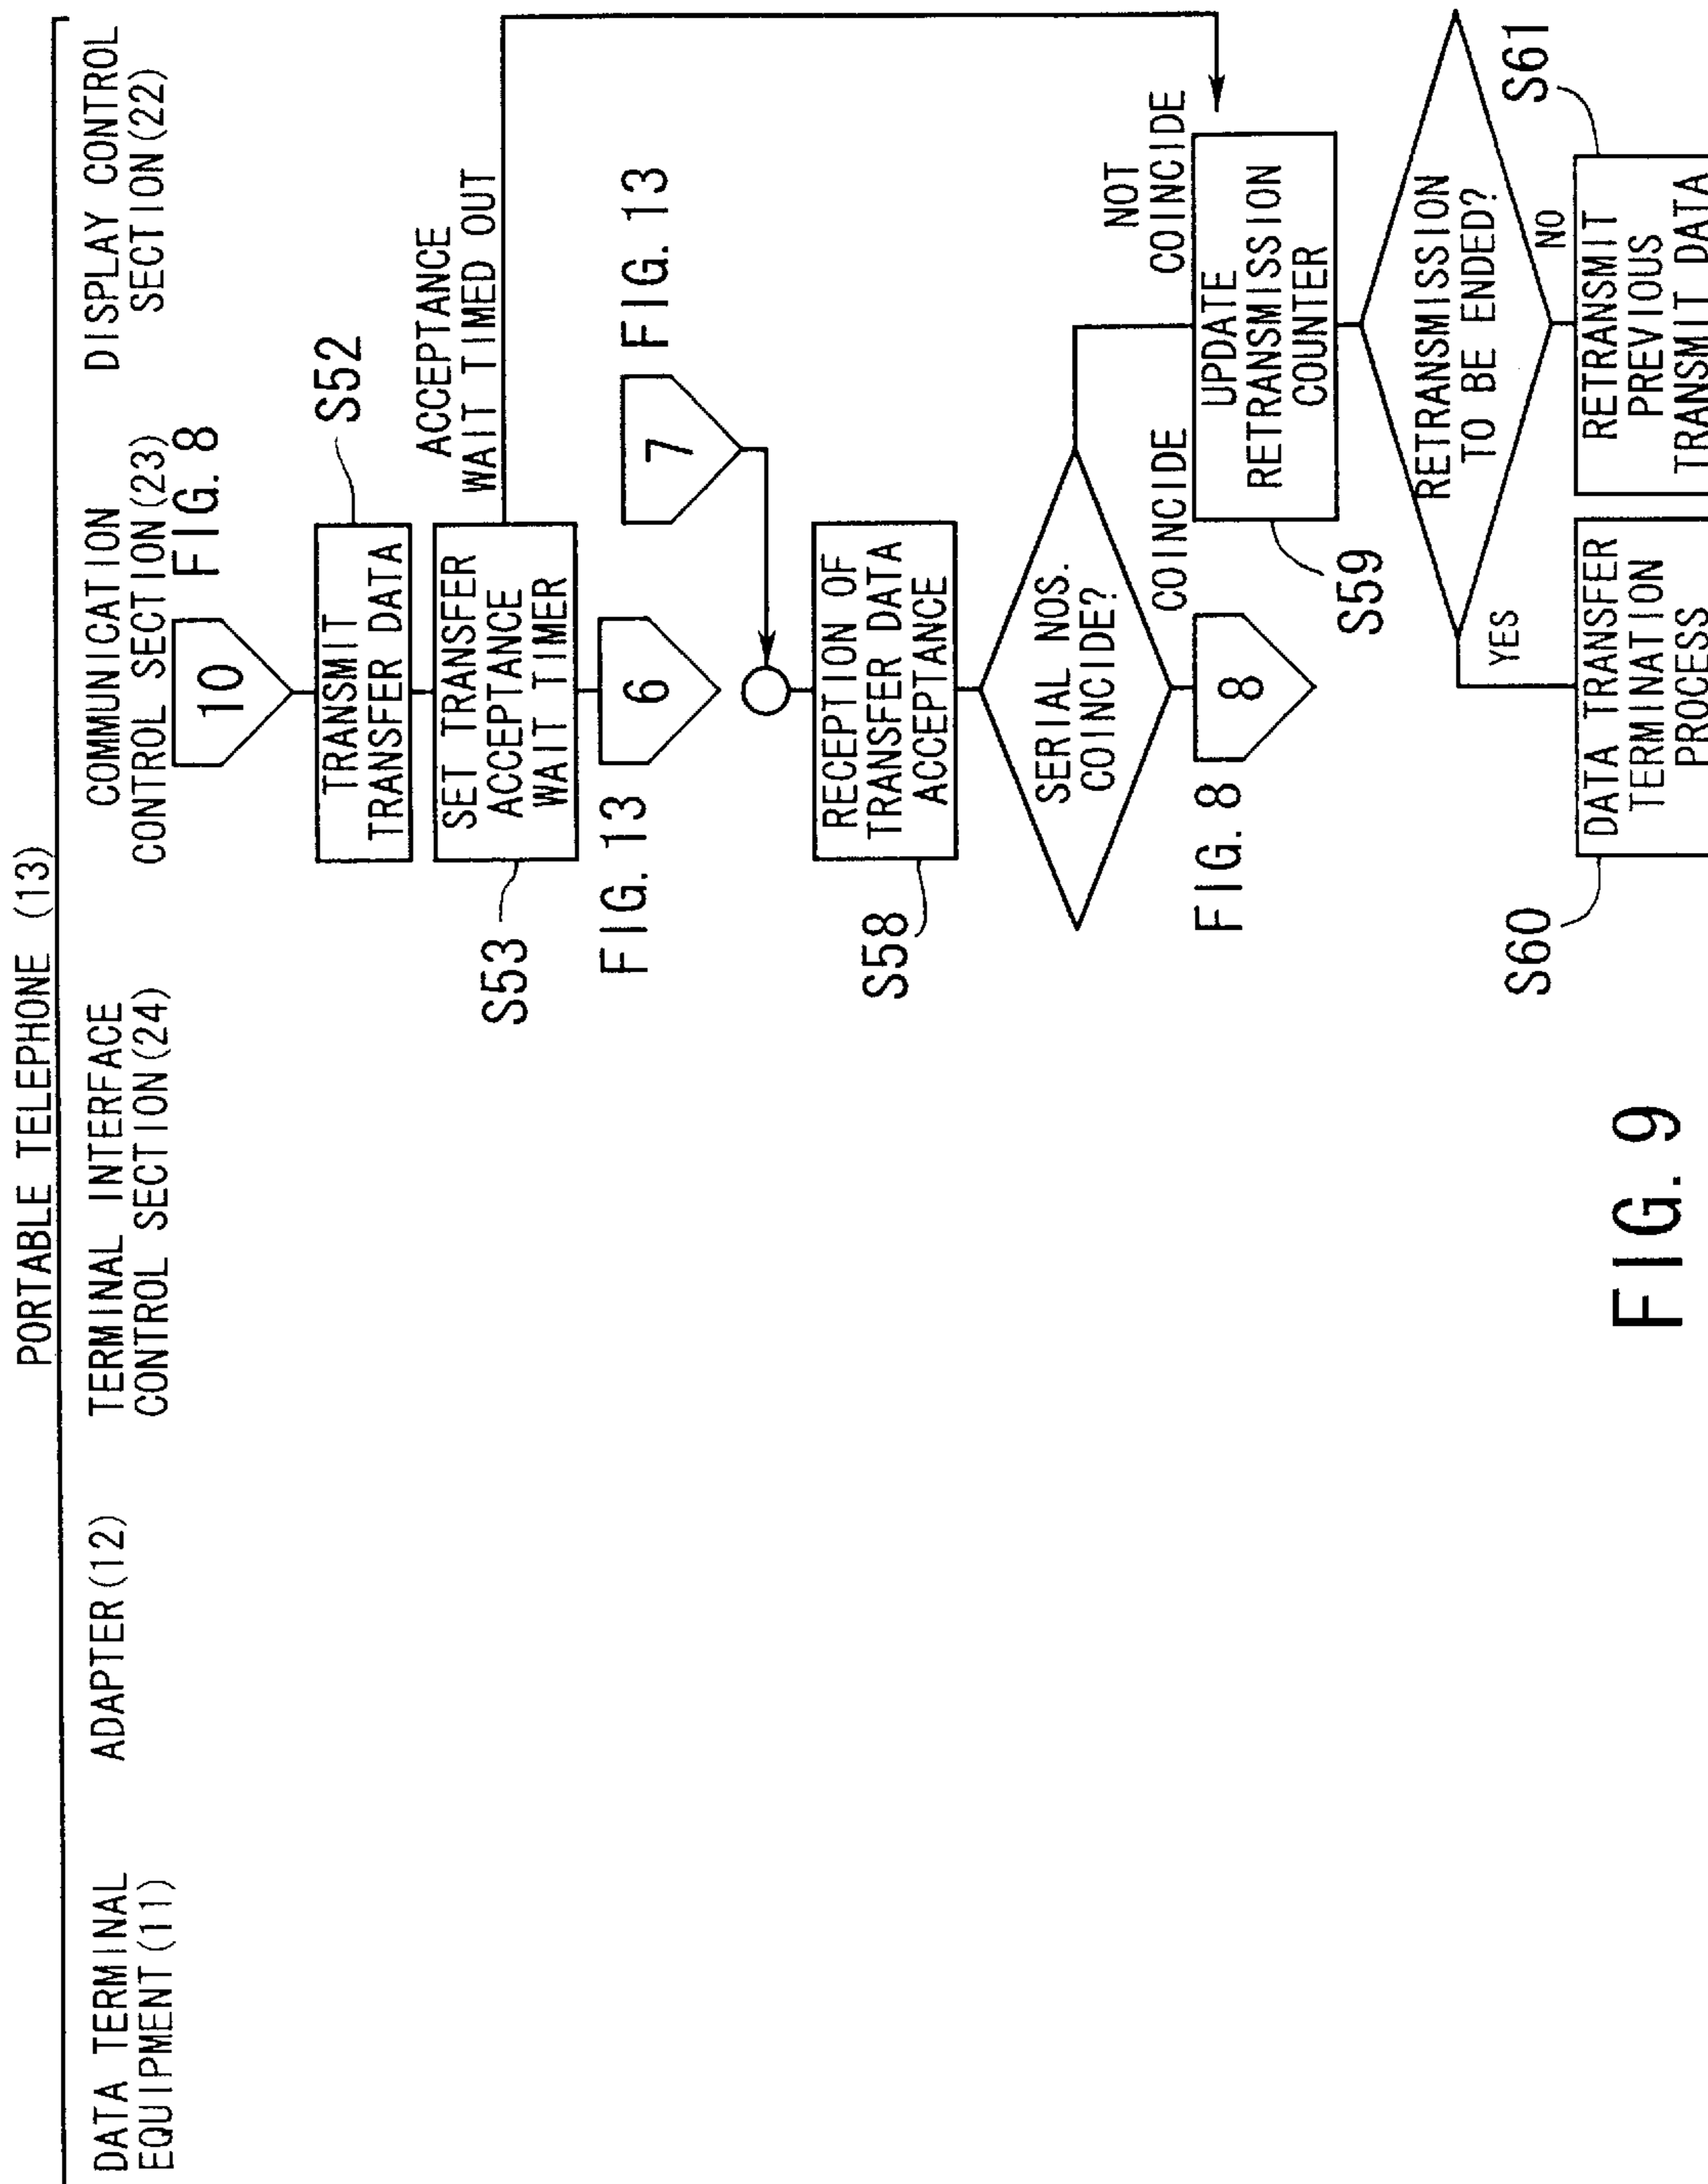 PORTABLE TELEPHONE (13)
DATA TERMINAL
EQUIPMENT (11)
ADAPTER (12)
TERMINAL INTERFACE
CONTROL SECTION (24)
COMMUNICATION
CONTROL SECTION (23)
DISPLAY CONTROL
SECTION (22)
10
FIG. 8
TRANSMIT
TRANSFER DATA
S52
SET TRANSFER
ACCEPTANCE
WAIT TIMER
S53
ACCEPTANCE
WAIT TIMED OUT
FIG. 13
6
7
FIG. 13
RECEPTION OF
TRANSFER DATA
ACCEPTANCE
S58
SERIAL NOS.
COINCIDE?
NOT
COINCIDE
COINCIDE
FIG. 8
8
UPDATE
RETRANSMISSION
COUNTER
S59
RETRANSMISSION
TO BE ENDED?
YES
NO
S60
DATA TRANSFER
TERMINATION
PROCESS
S61
RETRANSMIT
PREVIOUS
TRANSMIT DATA
FIG. 9